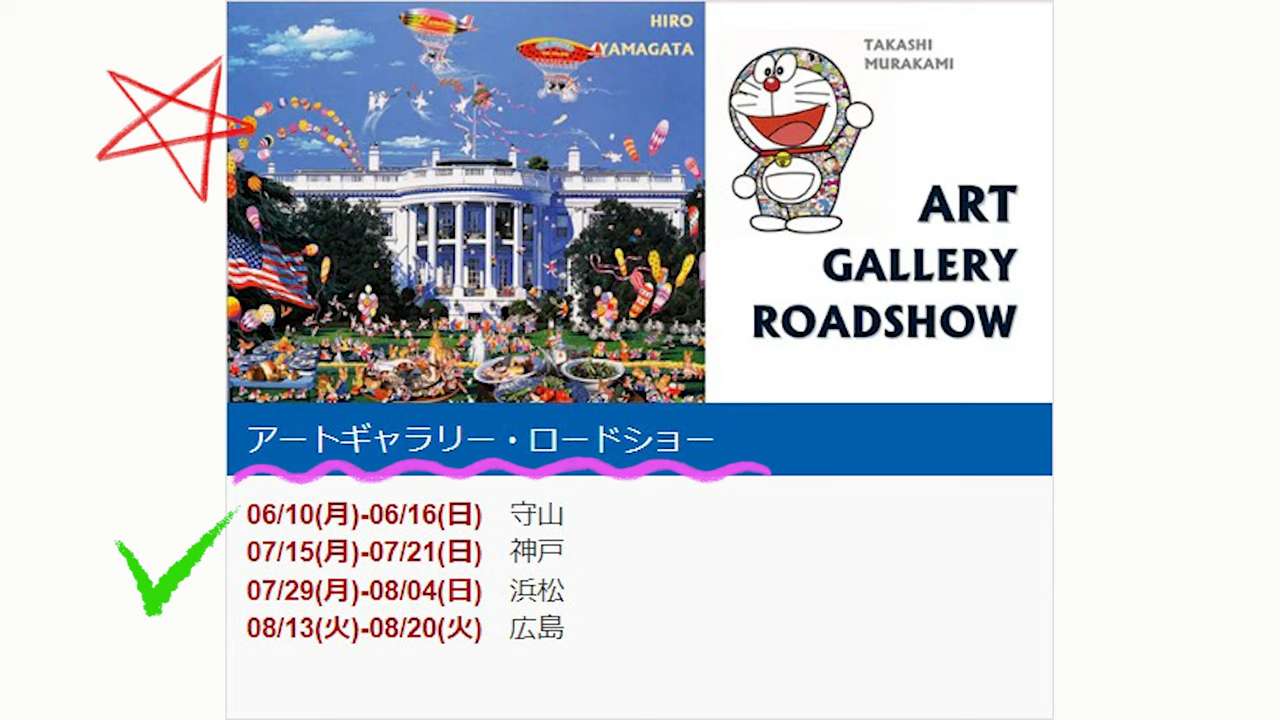 HIRO
YAMAGATA
TAKASHI
MURAKAMI
ART
GALLERY
ROADSHOW
アートギャラリー・ロードショー
06/10(月)-06/16(日) 守山
07/15(月)-07/21(日) 神戸
07/29(月)-08/04(日) 浜松
08/13(火)-08/20(火) 広島